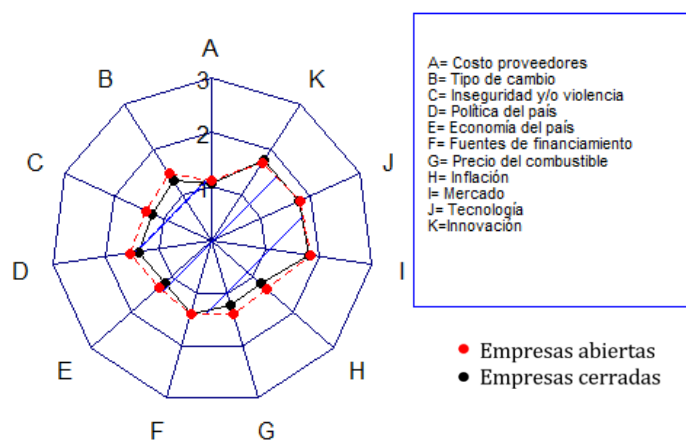 A
B
K
3
2
1
C
J
D
I
E
H
F
G
A= Costo proveedores
B= Tipo de cambio
C= Inseguridad y/o violencia
D= Política del país
E= Economía del país
F= Fuentes de financiamiento
G= Precio del combustible
H= Inflación
I= Mercado
J= Tecnología
K=Innovación
Empresas abiertas
Empresas cerradas